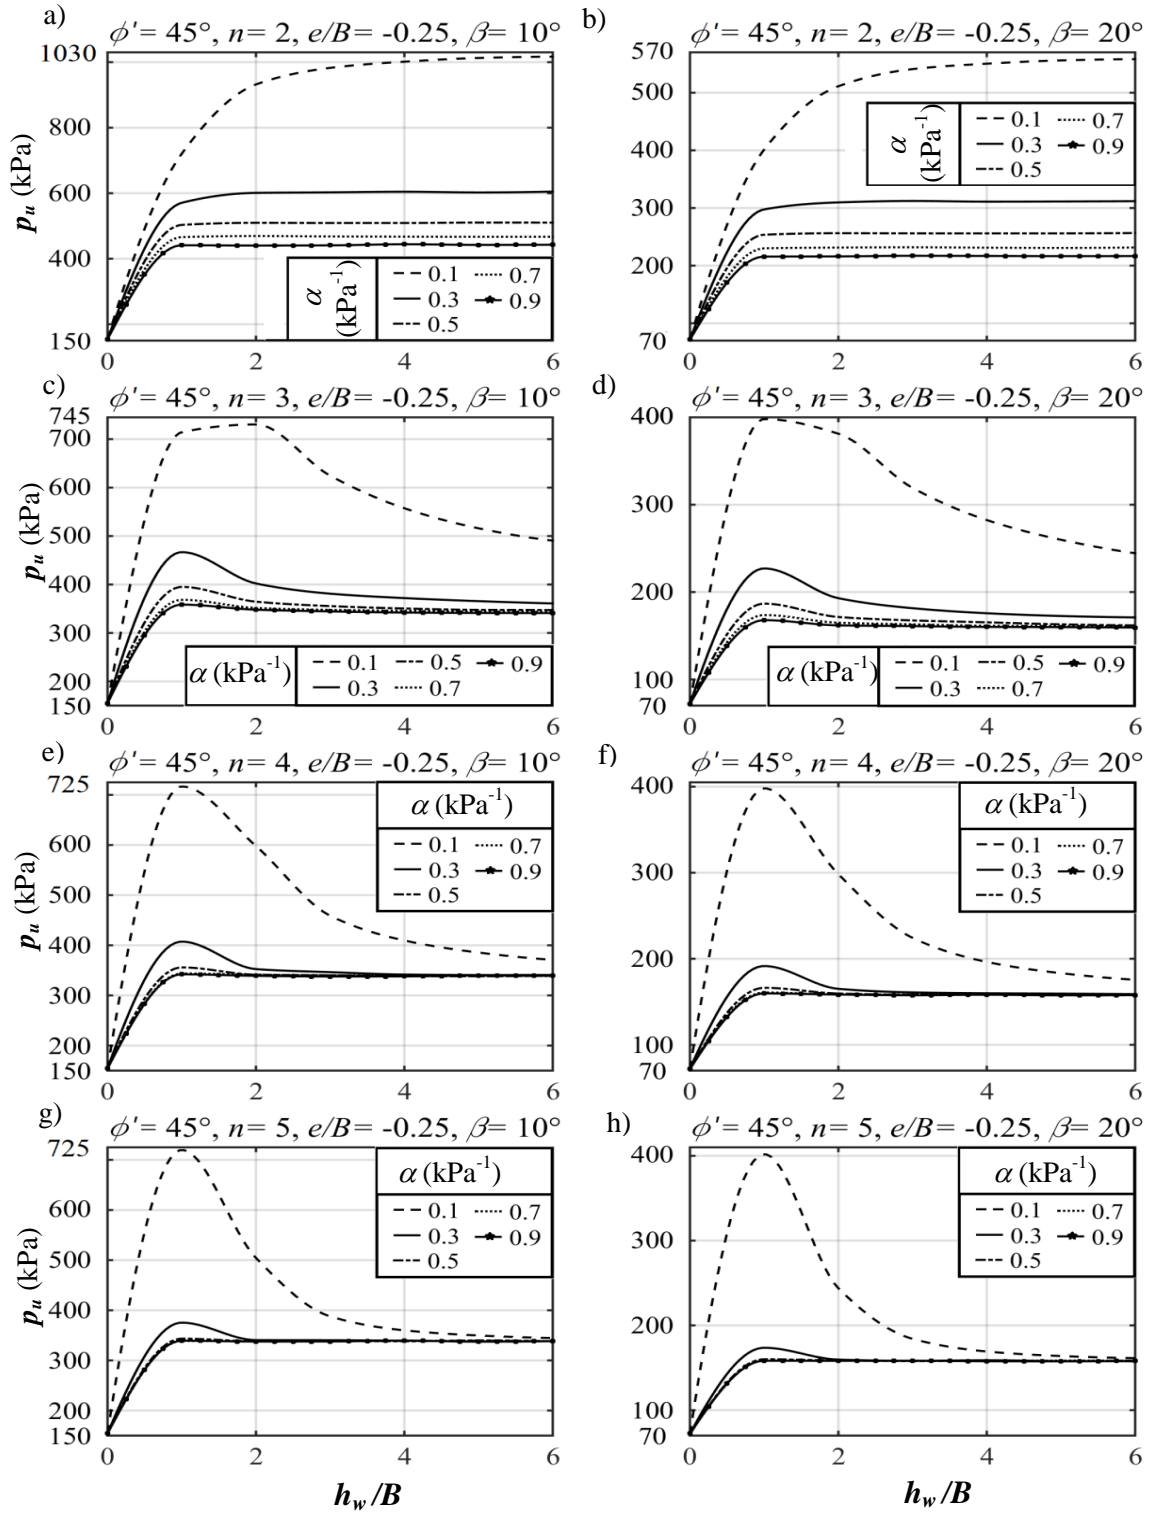 a)
ϕ' = 45°, n = 2, e/B = -0.25, β = 10°
1030
800
600
400
150
p_u (kPa)
α (kPa⁻¹)
0.1 0.7
0.3 0.9
0.5
0 2 4 6
b)
ϕ' = 45°, n = 2, e/B = -0.25, β = 20°
570
500
400
300
200
70
α (kPa⁻¹)
0.1 0.7
0.3 0.9
0.5
0 2 4 6
c)
ϕ' = 45°, n = 3, e/B = -0.25, β = 10°
745
700
600
500
400
300
200
150
p_u (kPa)
α (kPa⁻¹)
0.1 0.5 0.9
0.3 0.7
0 2 4 6
d)
ϕ' = 45°, n = 3, e/B = -0.25, β = 20°
400
300
200
100
70
α (kPa⁻¹)
0.1 0.5 0.9
0.3 0.7
0 2 4 6
e)
ϕ' = 45°, n = 4, e/B = -0.25, β = 10°
725
600
500
400
300
200
150
p_u (kPa)
α (kPa⁻¹)
0.1 0.7
0.3 0.9
0.5
0 2 4 6
f)
ϕ' = 45°, n = 4, e/B = -0.25, β = 20°
400
300
200
100
70
α (kPa⁻¹)
0.1 0.7
0.3 0.9
0.5
0 2 4 6
g)
ϕ' = 45°, n = 5, e/B = -0.25, β = 10°
725
600
500
400
300
200
150
p_u (kPa)
α (kPa⁻¹)
0.1 0.7
0.3 0.9
0.5
0 2 4 6
h_w/B
h)
ϕ' = 45°, n = 5, e/B = -0.25, β = 20°
400
300
200
100
70
α (kPa⁻¹)
0.1 0.7
0.3 0.9
0.5
0 2 4 6
h_w/B